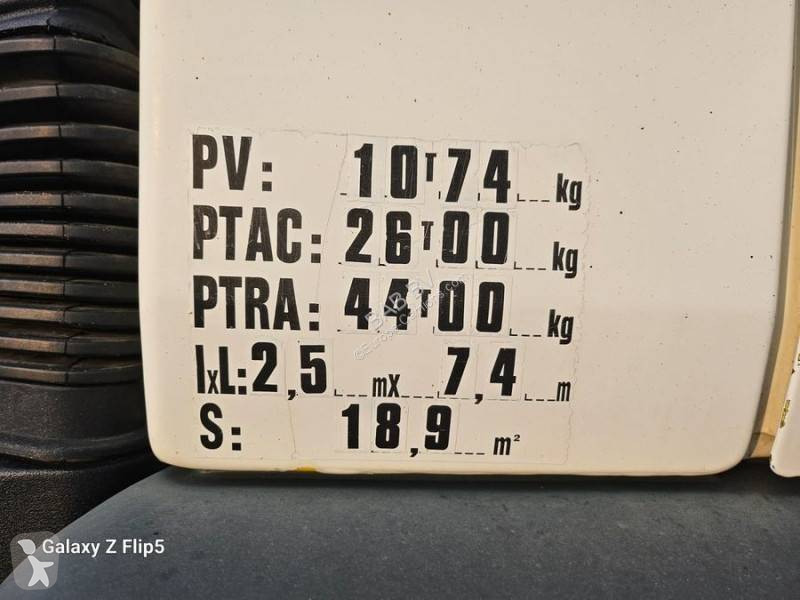 PV: 10T74 kg
PTAC: 26T00 kg
PTRA: 44T00 kg
IxL: 2,5 mx 7,4 m
S: 18,9 m²
Galaxy Z Flip5